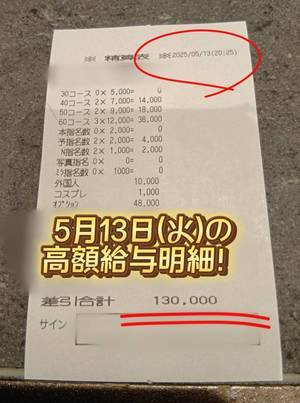 精算表 2025/05/13(20:25)
30コース 0× 5,000= 0
40コース 2× 7,000= 14,000
50コース 2× 9,000= 18,000
60コース 3×12,000= 36,000
本指名数 0× 2,000= 0
予指名数 2× 2,000= 4,000
N指名数 2× 1,000= 2,000
写真指名 0× 0= 0
ﾐﾗ指名数 0× 1000= 0
外国人 10,000
コスプレ 1,000
ｵﾌﾟｼｮﾝ 48,000
5月13日(火)の
高額給与明細!
差引合計 130,000
サイン